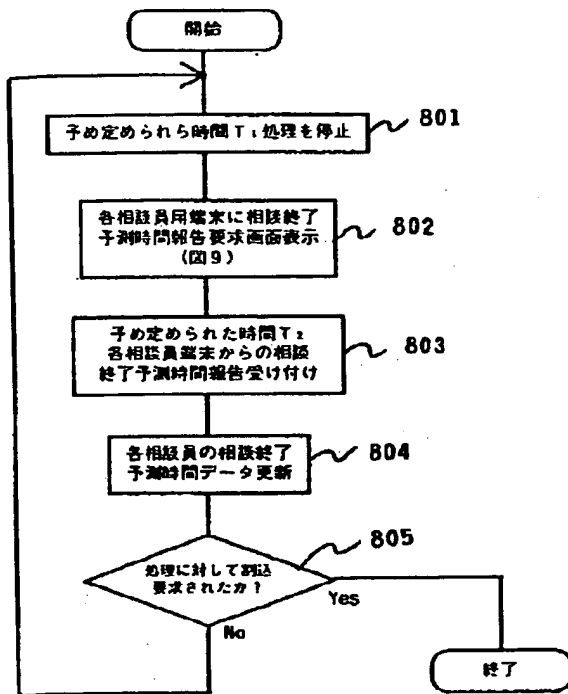 開始
予め定められら時間T₁処理を停止
801
各相談員用端末に相談終了
予測時間報告要求画面表示
(図9)
802
予め定められた時間T₂
各相談員端末からの相談
終了予測時間報告受け付け
803
各相談員の相談終了
予測時間データ更新
804
処理に対して割込
要求されたか?
805
Yes
No
終了